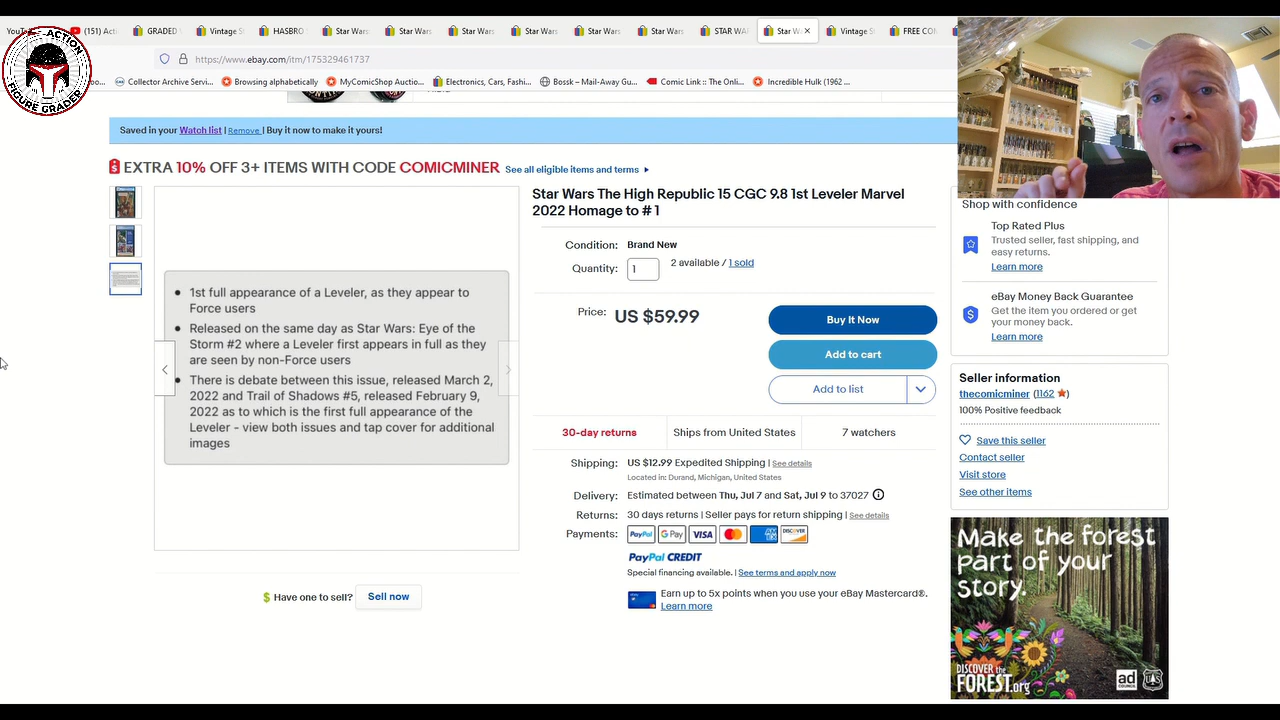 ACTION
FIGURE GRADER
(151) Acti
GRADED
Vintage S
HASBRO
Star Wars
Star Wars
Star Wars
Star Wars
Star Wars
Star Wars
STAR WA
Star W
Vintage S
FREE CO
https://www.ebay.com/itm/175329461737
Collector Archive Servi...
Browsing alphabetically
MyComicShop Auctio...
Electronics, Cars, Fashi...
Bossk – Mail-Away Gu...
Comic Link :: The Onli...
Incredible Hulk (1962 ...
Saved in your Watch list | Remove | Buy it now to make it yours!
EXTRA 10% OFF 3+ ITEMS WITH CODE COMICMINER See all eligible items and terms
Star Wars The High Republic 15 CGC 9.8 1st Leveler Marvel
2022 Homage to # 1
Condition: Brand New
Quantity: 1 2 available / 1 sold
Price: US $59.99
Buy It Now
Add to cart
Add to list
1st full appearance of a Leveler, as they appear to
Force users
Released on the same day as Star Wars: Eye of the
Storm #2 where a Leveler first appears in full as they
are seen by non-Force users
There is debate between this issue, released March 2,
2022 and Trail of Shadows #5, released February 9,
2022 as to which is the first full appearance of the
Leveler - view both issues and tap cover for additional
images
30-day returns Ships from United States 7 watchers
Shipping: US $12.99 Expedited Shipping | See details
Located in: Durand, Michigan, United States
Delivery: Estimated between Thu, Jul 7 and Sat, Jul 9 to 37027
Returns: 30 days returns | Seller pays for return shipping | See details
Payments: PayPal G Pay VISA DISCOVER
PayPal CREDIT
Special financing available. | See terms and apply now
Earn up to 5x points when you use your eBay Mastercard®.
Learn more
$ Have one to sell? Sell now
Shop with confidence
Top Rated Plus
Trusted seller, fast shipping, and
easy returns.
Learn more
eBay Money Back Guarantee
Get the item you ordered or get
your money back.
Learn more
Seller information
thecomicminer (1162 )
100% Positive feedback
Save this seller
Contact seller
Visit store
See other items
Make the forest
part of your
story.
DISCOVER the
FOREST.org
ad
COUNCIL